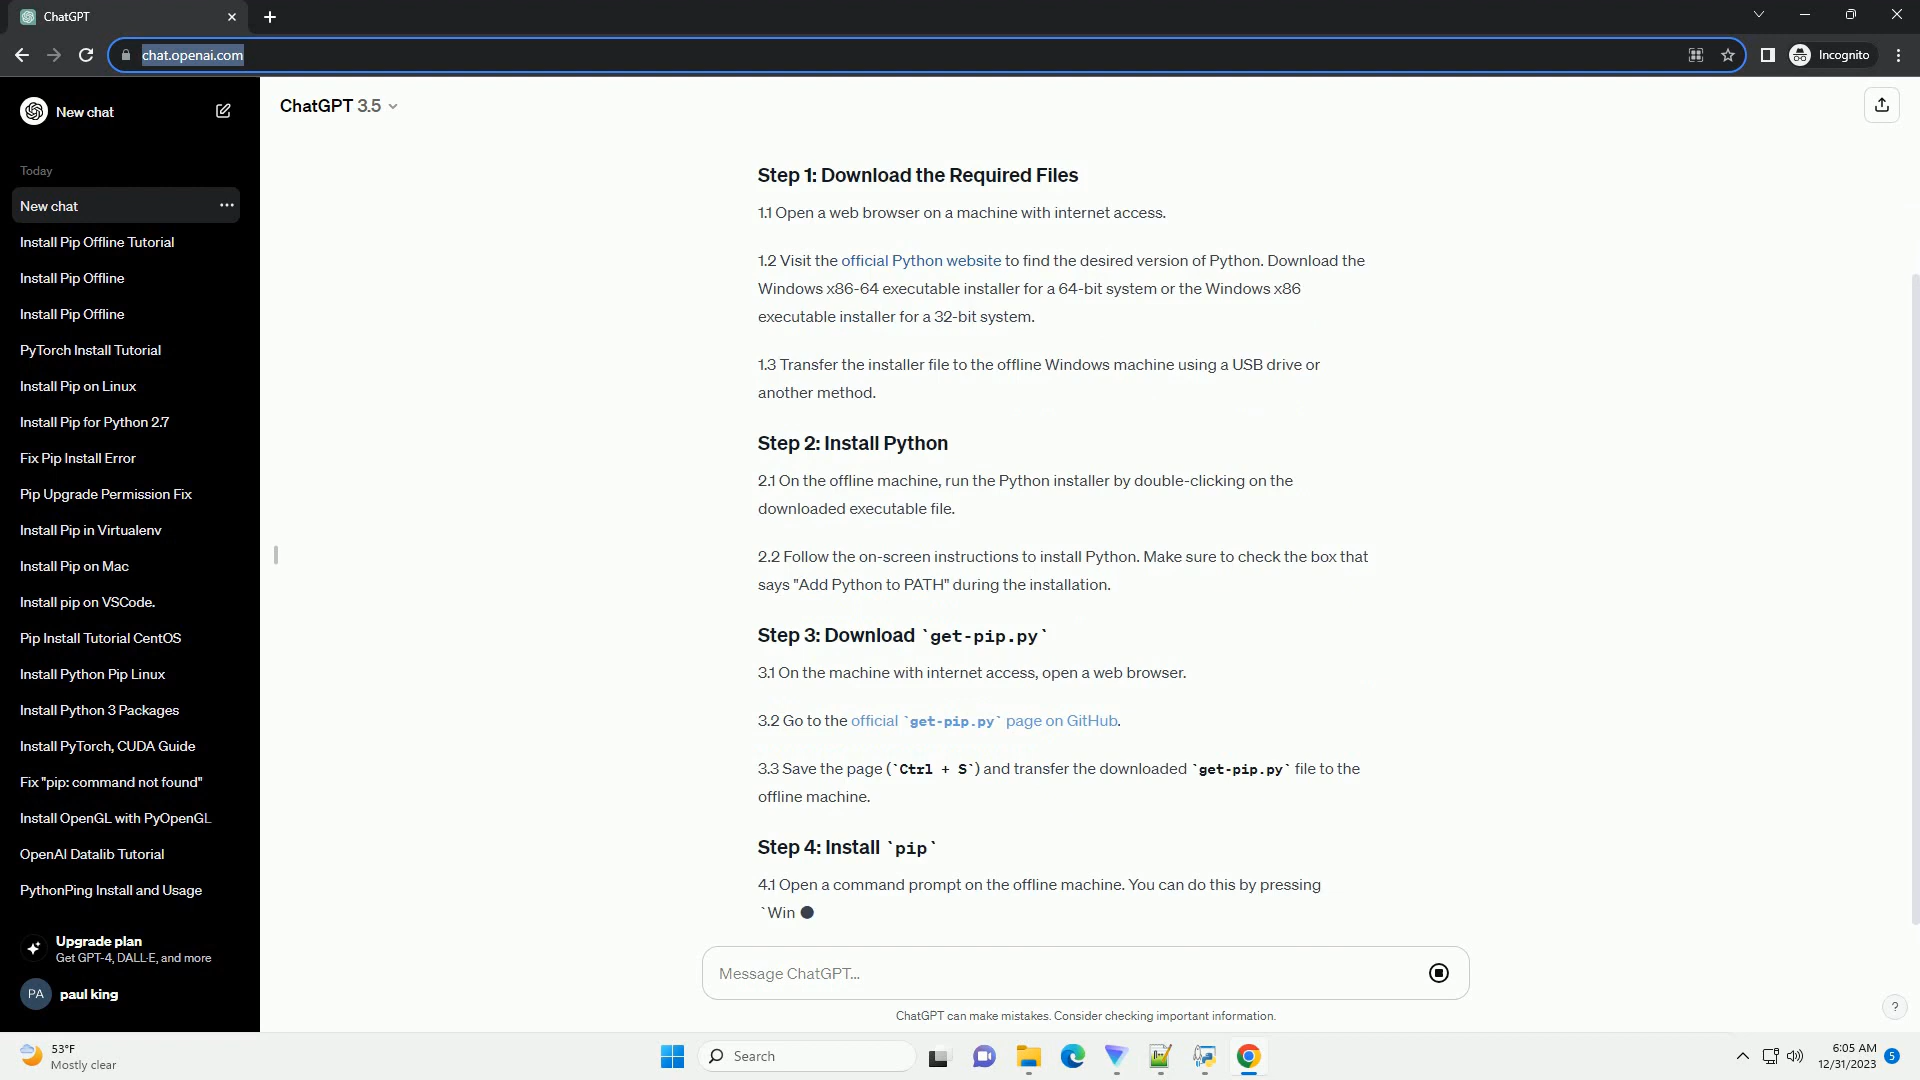 ChatGPT
chat.openai.com
Incognito
New chat
ChatGPT 3.5
Today
New chat
Install Pip Offline Tutorial
Install Pip Offline
Install Pip Offline
PyTorch Install Tutorial
Install Pip on Linux
Install Pip for Python 2.7
Fix Pip Install Error
Pip Upgrade Permission Fix
Install Pip in Virtualenv
Install Pip on Mac
Install pip on VSCode.
Pip Install Tutorial CentOS
Install Python Pip Linux
Install Python 3 Packages
Install PyTorch, CUDA Guide
Fix "pip: command not found"
Install OpenGL with PyOpenGL
OpenAI Datalib Tutorial
PythonPing Install and Usage
Upgrade plan
Get GPT-4, DALL·E, and more
PA
paul king
Step 1: Download the Required Files
1.1 Open a web browser on a machine with internet access.
1.2 Visit the official Python website to find the desired version of Python. Download the
Windows x86-64 executable installer for a 64-bit system or the Windows x86
executable installer for a 32-bit system.
1.3 Transfer the installer file to the offline Windows machine using a USB drive or
another method.
Step 2: Install Python
2.1 On the offline machine, run the Python installer by double-clicking on the
downloaded executable file.
2.2 Follow the on-screen instructions to install Python. Make sure to check the box that
says "Add Python to PATH" during the installation.
Step 3: Download `get-pip.py`
3.1 On the machine with internet access, open a web browser.
3.2 Go to the official `get-pip.py` page on GitHub.
3.3 Save the page (`Ctrl + S`) and transfer the downloaded `get-pip.py` file to the
offline machine.
Step 4: Install `pip`
4.1 Open a command prompt on the offline machine. You can do this by pressing
`Win
Message ChatGPT...
ChatGPT can make mistakes. Consider checking important information.
?
53°F
Mostly clear
Search
6:05 AM
12/31/2023
5